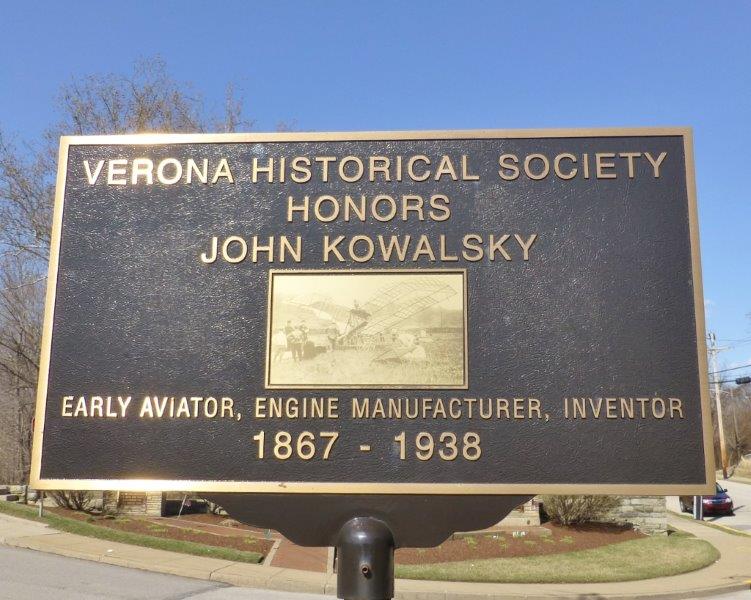 VERONA HISTORICAL SOCIETY
HONORS
JOHN KOWALSKY
EARLY AVIATOR, ENGINE MANUFACTURER, INVENTOR
1867 - 1938